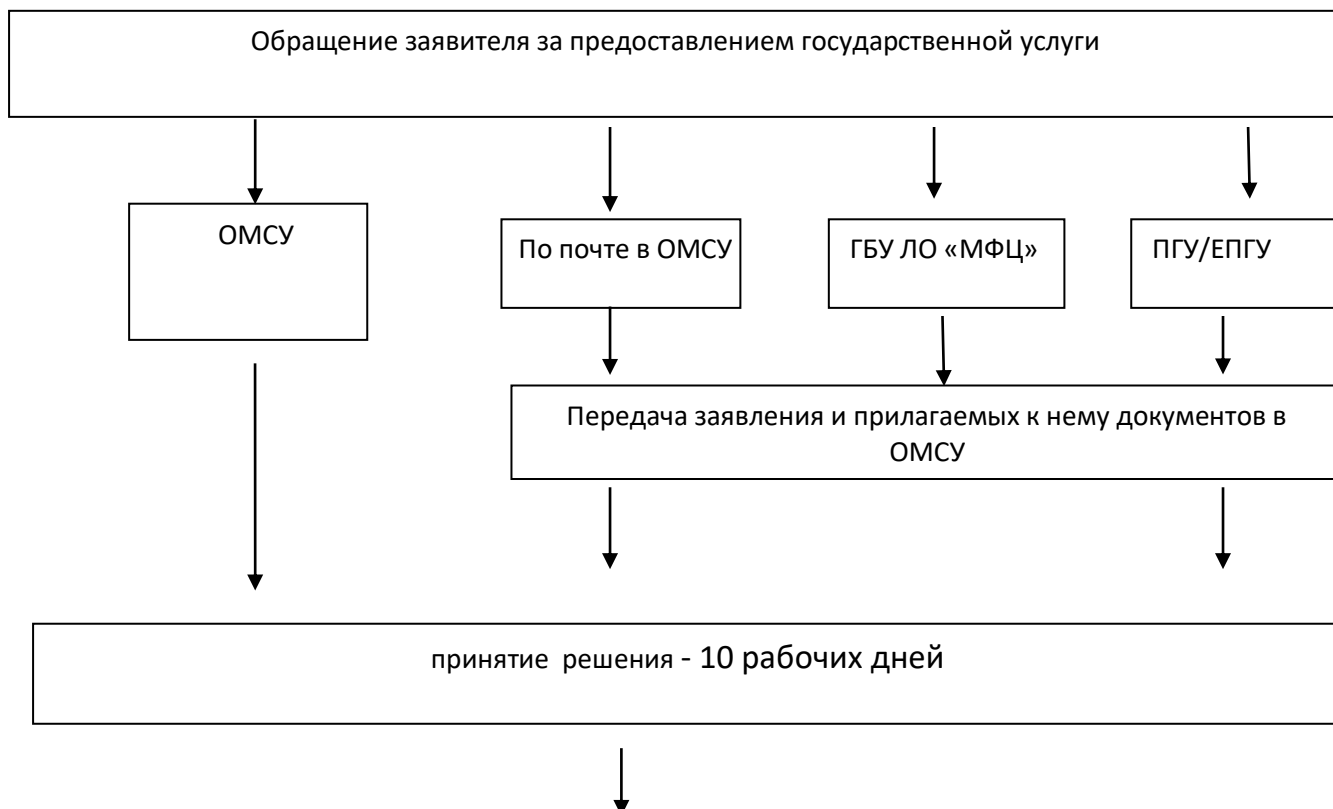 Обращение заявителя за предоставлением государственной услуги
ОМСУ
По почте в ОМСУ
ГБУ ЛО «МФЦ»
ПГУ/ЕПГУ
Передача заявления и прилагаемых к нему документов в
ОМСУ
принятие решения - 10 рабочих дней